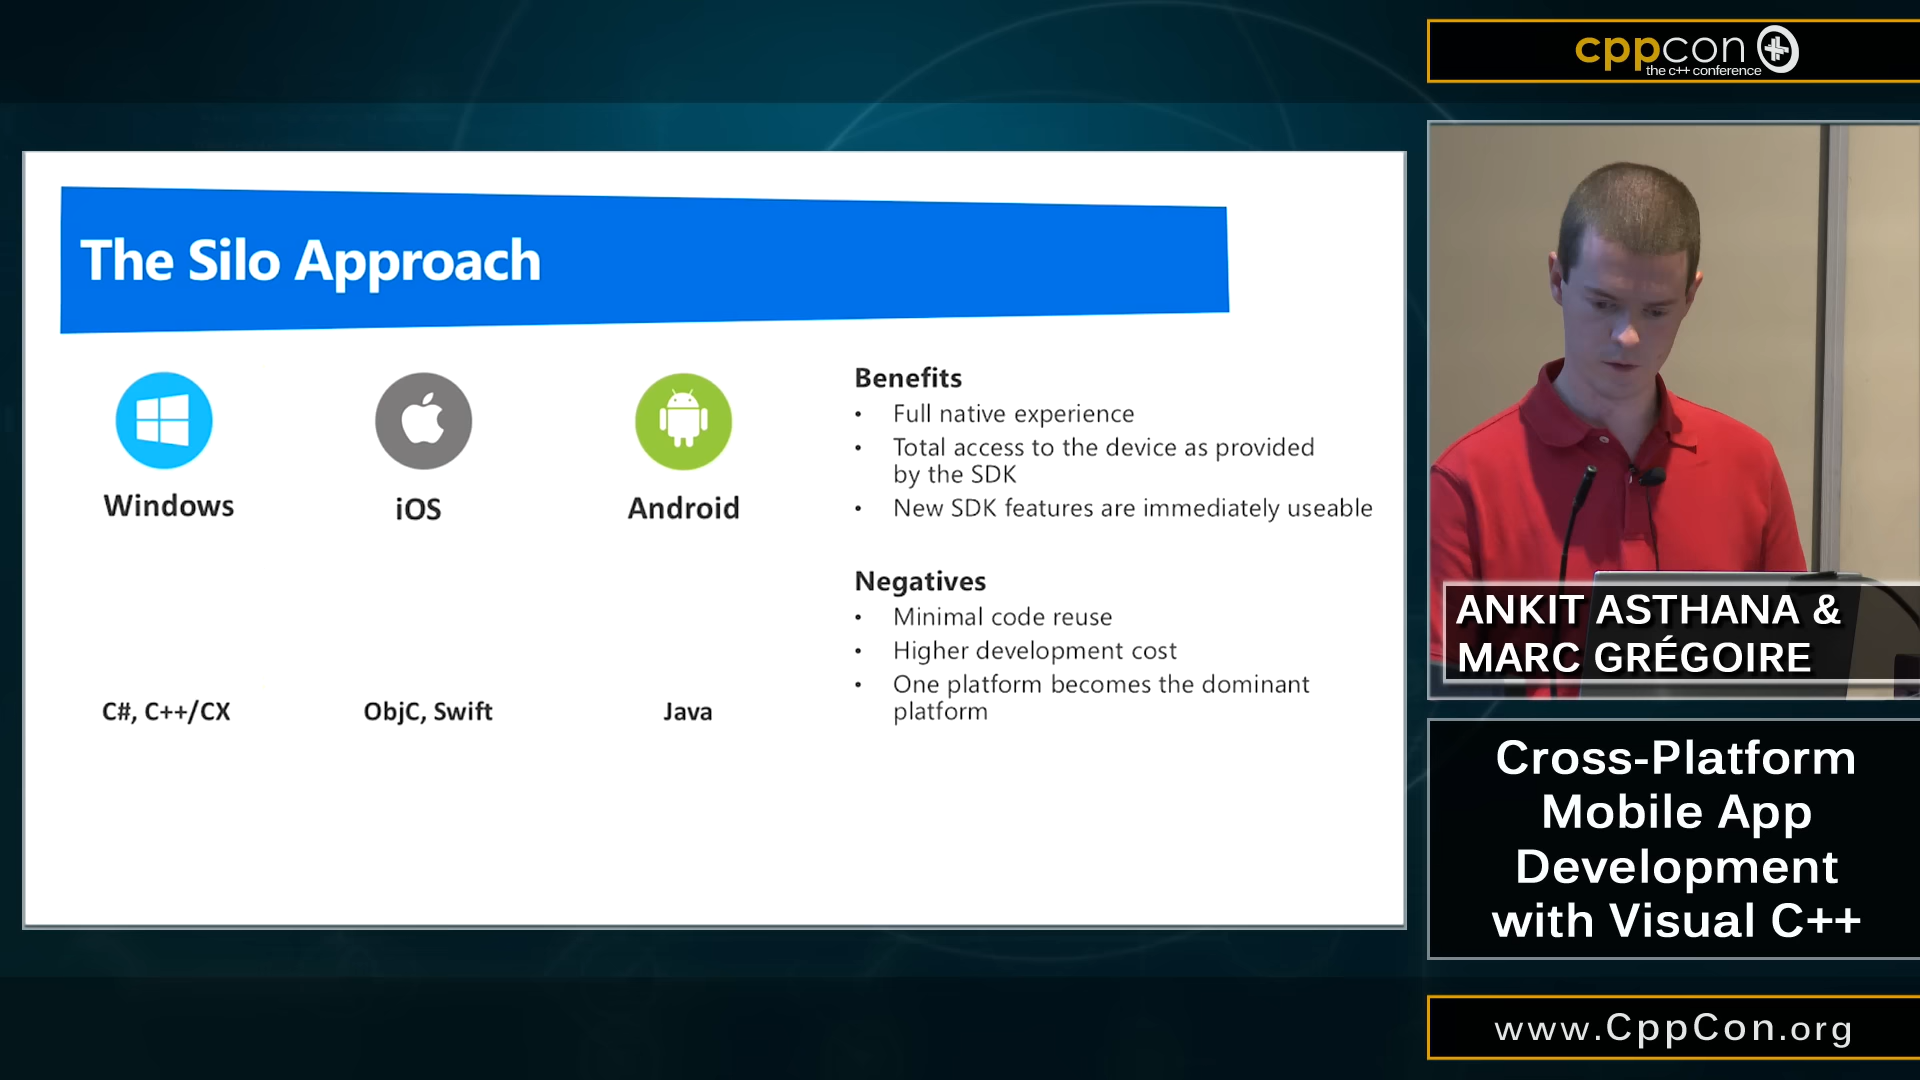 The Silo Approach
Windows
iOS
Android
C#, C++/CX
ObjC, Swift
Java
Benefits
• Full native experience
• Total access to the device as provided
by the SDK
• New SDK features are immediately useable
Negatives
• Minimal code reuse
• Higher development cost
• One platform becomes the dominant
platform
cppcon
the c++ conference
ANKIT ASTHANA &
MARC GRÉGOIRE
Cross-Platform
Mobile App
Development
with Visual C++
www.CppCon.org